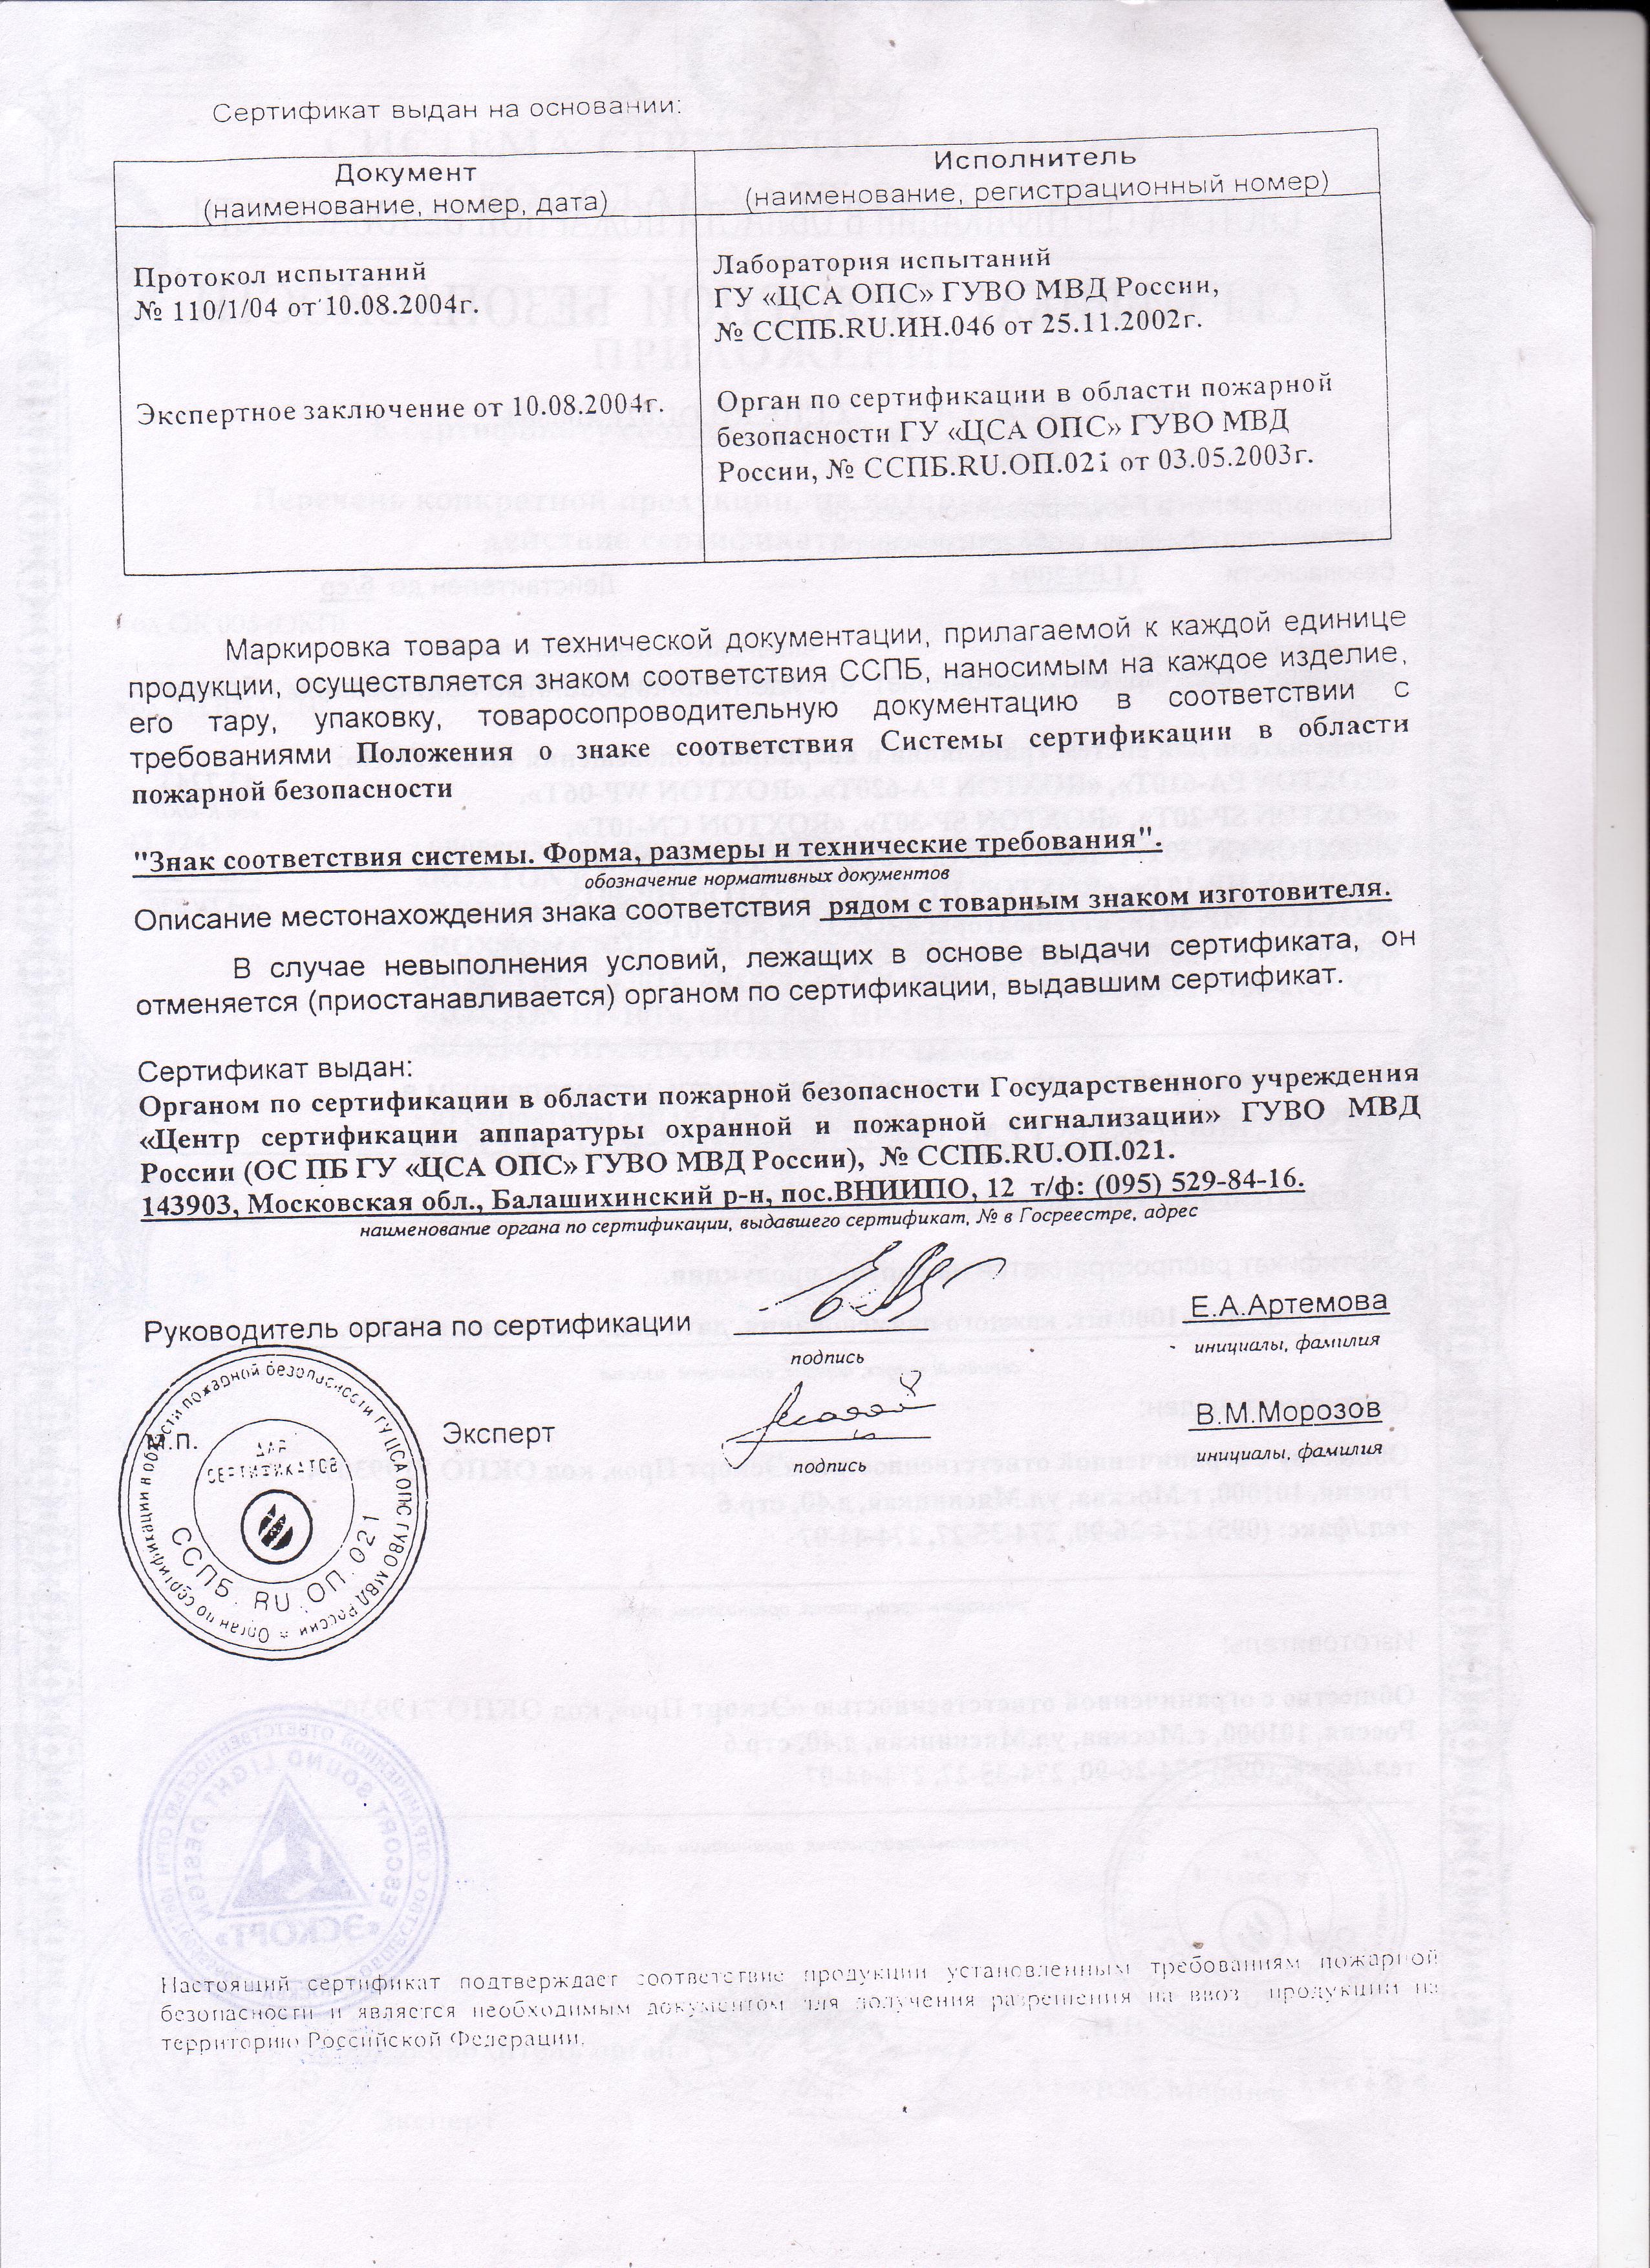 Сертификат выдан на основании:
Документ
(наименование, номер, дата)
Исполнитель
(наименование, регистрационный номер)
Протокол испытаний
№ 110/1/04 от 10.08.2004г.
Экспертное заключение от 10.08.2004г.
Лаборатория испытаний
ГУ «ЦСА ОПС» ГУВО МВД России,
№ ССПБ.RU.ИН.046 от 25.11.2002г.
Орган по сертификации в области пожарной
безопасности ГУ «ЦСА ОПС» ГУВО МВД
России, № ССПБ.RU.ОП.021 от 03.05.2003г.
Маркировка товара и технической документации, прилагаемой к каждой единице
продукции, осуществляется знаком соответствия ССПБ, наносимым на каждое изделие,
его тару, упаковку, товаросопроводительную документацию в соответствии с
требованиями Положения о знаке соответствия Системы сертификации в области
пожарной безопасности
"Знак соответствия системы. Форма, размеры и технические требования".
обозначение нормативных документов
Описание местонахождения знака соответствия рядом с товарным знаком изготовителя.
В случае невыполнения условий, лежащих в основе выдачи сертификата, он
отменяется (приостанавливается) органом по сертификации, выдавшим сертификат.
Сертификат выдан:
Органом по сертификации в области пожарной безопасности Государственного учреждения
«Центр сертификации аппаратуры охранной и пожарной сигнализации» ГУВО МВД
России (ОС ПБ ГУ «ЦСА ОПС» ГУВО МВД России), № ССПБ.RU.ОП.021.
143903, Московская обл., Балашихинский р-н, пос.ВНИИПО, 12 т/ф: (095) 529-84-16.
наименование органа по сертификации, выдавшего сертификат, № в Госреестре, адрес
Руководитель органа по сертификации
подпись
Е.А.Артемова
инициалы, фамилия
М.П.
Эксперт
подпись
В.М.Морозов
инициалы, фамилия
Орган по сертификации в области пожарной безопасности ГУ ЦСА ОПС ГУВО МВД России
ДЛЯ
СЕРТИФИКАТОВ
ССПБ. RU.ОП.021
Настоящий сертификат подтверждает соответствие продукции установленным требованиям пожарной
безопасности и является необходимым документом для получения разрешения на ввоз продукции на
территорию Российской Федерации.